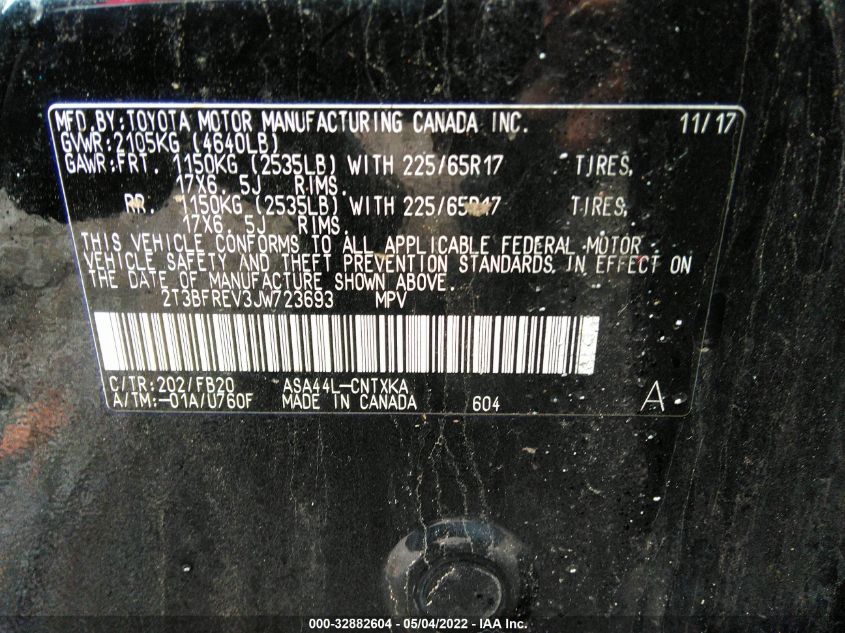 MFD.BY:TOYOTA MOTOR MANUFACTURING CANADA INC. 11/17
GVWR:2105KG (4640LB)
GAWR:FRT. 1150KG (2535LB) WITH 225/65R17 TIRES,
17X6. 5J RIMS.
RR. 1150KG (2535LB) WITH 225/65R17 TIRES,
17X6. 5J RIMS.
THIS VEHICLE CONFORMS TO ALL APPLICABLE FEDERAL MOTOR
VEHICLE SAFETY AND THEFT PREVENTION STANDARDS IN EFFECT ON
THE DATE OF MANUFACTURE SHOWN ABOVE.
2T3BFREV3JW723693 MPV
C/TR:202/FB20 ASA44L-CNTXKA
A/TM:-01A/U760F MADE IN CANADA 604 A
000-32882604 - 05/04/2022 - IAA Inc.